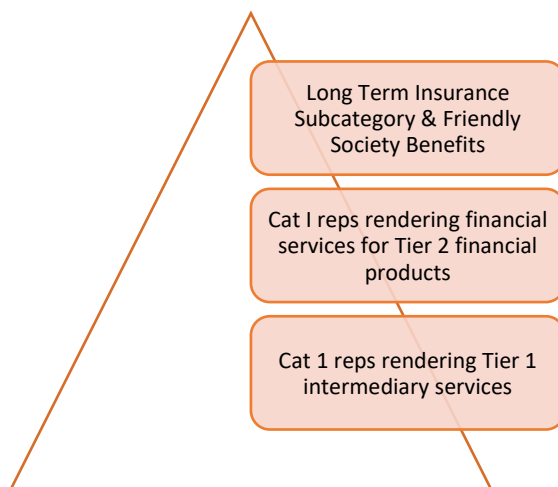 Long Term Insurance
Subcategory & Friendly
Society Benefits
Cat I reps rendering financial
services for Tier 2 financial
products
Cat 1 reps rendering Tier 1
intermediary services